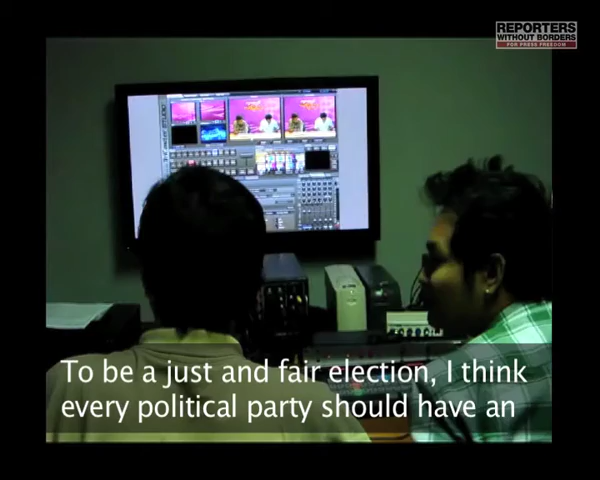 REPORTERS
WITHOUT BORDERS
FOR PRESS FREEDOM
To be a just and fair election, I think
every political party should have an